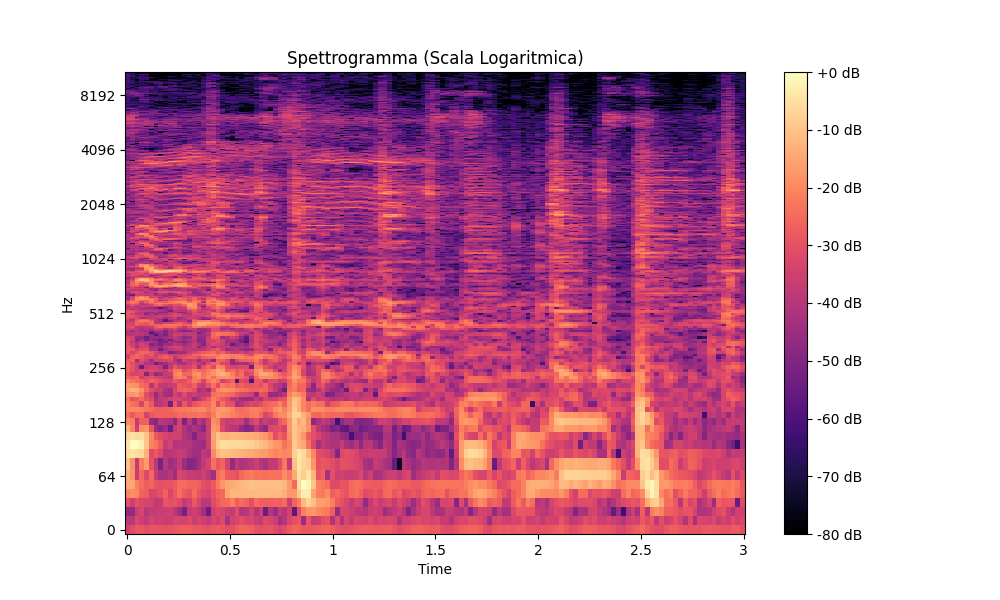 Spettrogramma (Scala Logaritmica)
Hz
8192
4096
2048
1024
512
256
128
64
0
0
0.5
1
1.5
2
2.5
3
Time
+0 dB
-10 dB
-20 dB
-30 dB
-40 dB
-50 dB
-60 dB
-70 dB
-80 dB